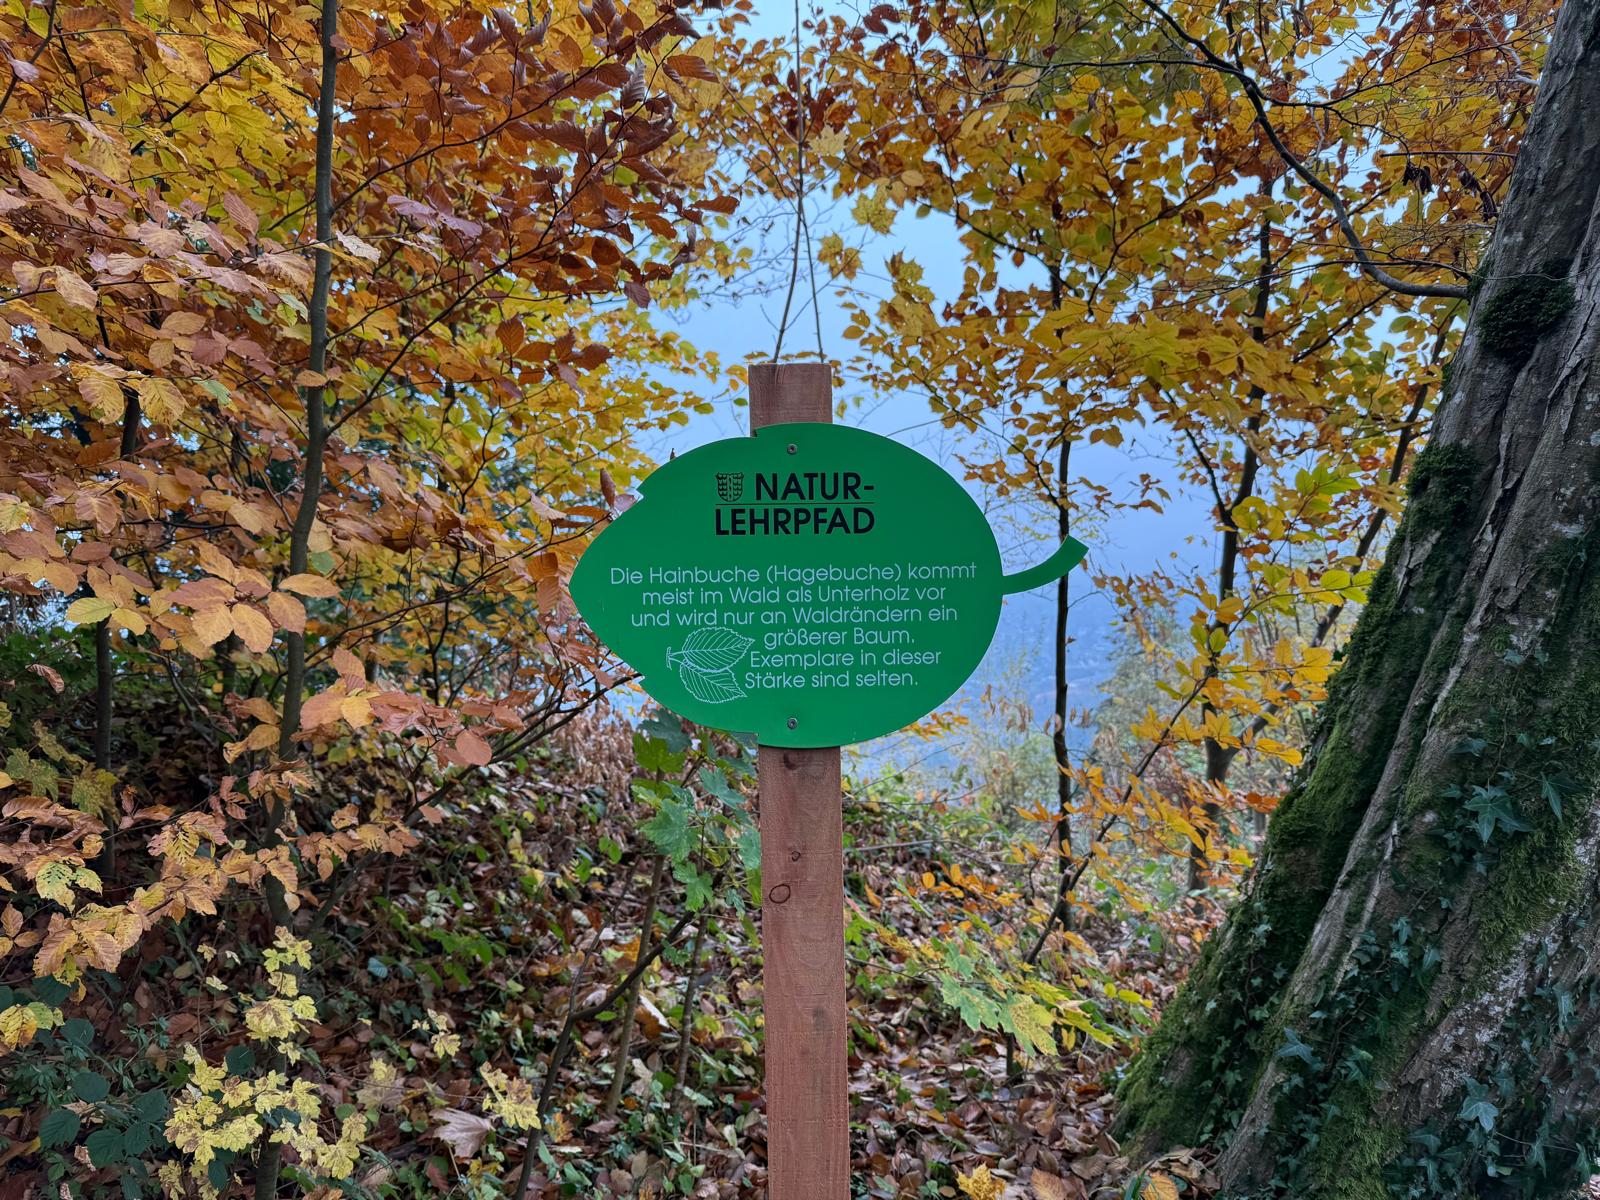 NATUR-
LEHRPFAD
Die Hainbuche (Hagebuche) kommt
meist im Wald als Unterholz vor
und wird nur an Waldrändern ein
größerer Baum.
Exemplare in dieser
Stärke sind selten.